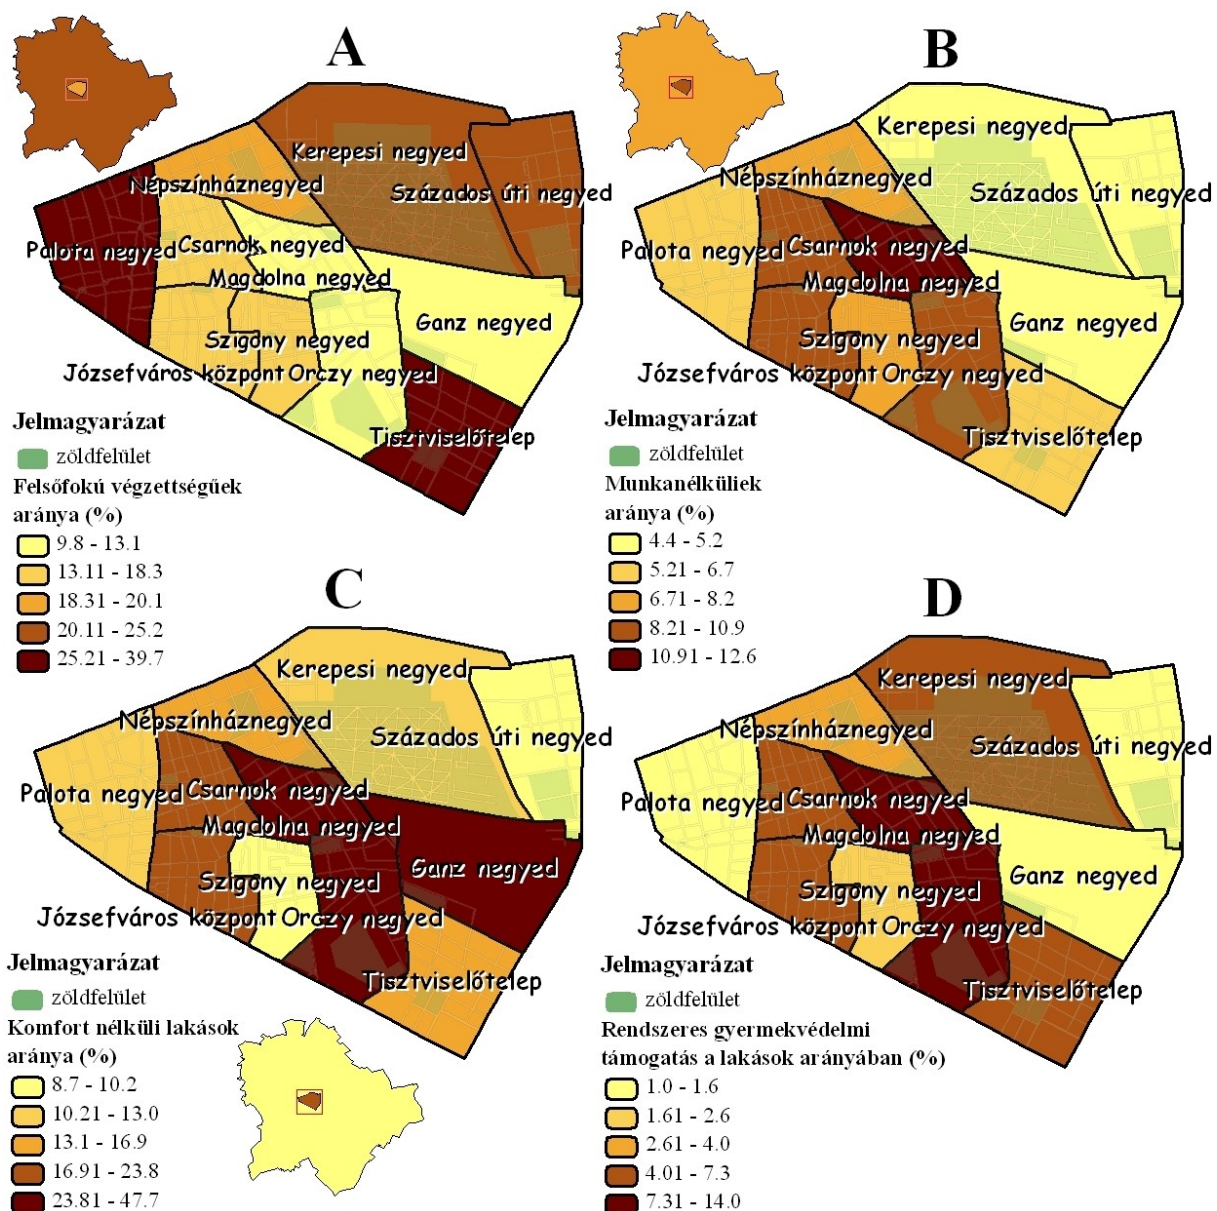 A
Kerepesi negyed
Népszínháznegyed
Százados úti negyed
Palota negyed
Csarnok negyed
Magdolna negyed
Ganz negyed
Szigony negyed
Józsefváros központ
Orczy negyed
Tisztviselőtelep
Jelmagyarázat
zöldfelület
Felsőfokú végzettségűek
aránya (%)
9.8 - 13.1
13.11 - 18.3
18.31 - 20.1
20.11 - 25.2
25.21 - 39.7
B
Kerepesi negyed
Népszínháznegyed
Százados úti negyed
Palota negyed
Csarnok negyed
Magdolna negyed
Ganz negyed
Szigony negyed
Józsefváros központ
Orczy negyed
Tisztviselőtelep
Jelmagyarázat
zöldfelület
Munkanélküliek
aránya (%)
4.4 - 5.2
5.21 - 6.7
6.71 - 8.2
8.21 - 10.9
10.91 - 12.6
C
Kerepesi negyed
Népszínháznegyed
Százados úti negyed
Palota negyed
Csarnok negyed
Magdolna negyed
Ganz negyed
Szigony negyed
Józsefváros központ
Orczy negyed
Tisztviselőtelep
Jelmagyarázat
zöldfelület
Komfort nélküli lakások
aránya (%)
8.7 - 10.2
10.21 - 13.0
13.1 - 16.9
16.91 - 23.8
23.81 - 47.7
D
Kerepesi negyed
Népszínháznegyed
Százados úti negyed
Palota negyed
Csarnok negyed
Magdolna negyed
Ganz negyed
Szigony negyed
Józsefváros központ
Orczy negyed
Tisztviselőtelep
Jelmagyarázat
zöldfelület
Rendszeres gyermekvédelmi
támogatás a lakások arányában (%)
1.0 - 1.6
1.61 - 2.6
2.61 - 4.0
4.01 - 7.3
7.31 - 14.0